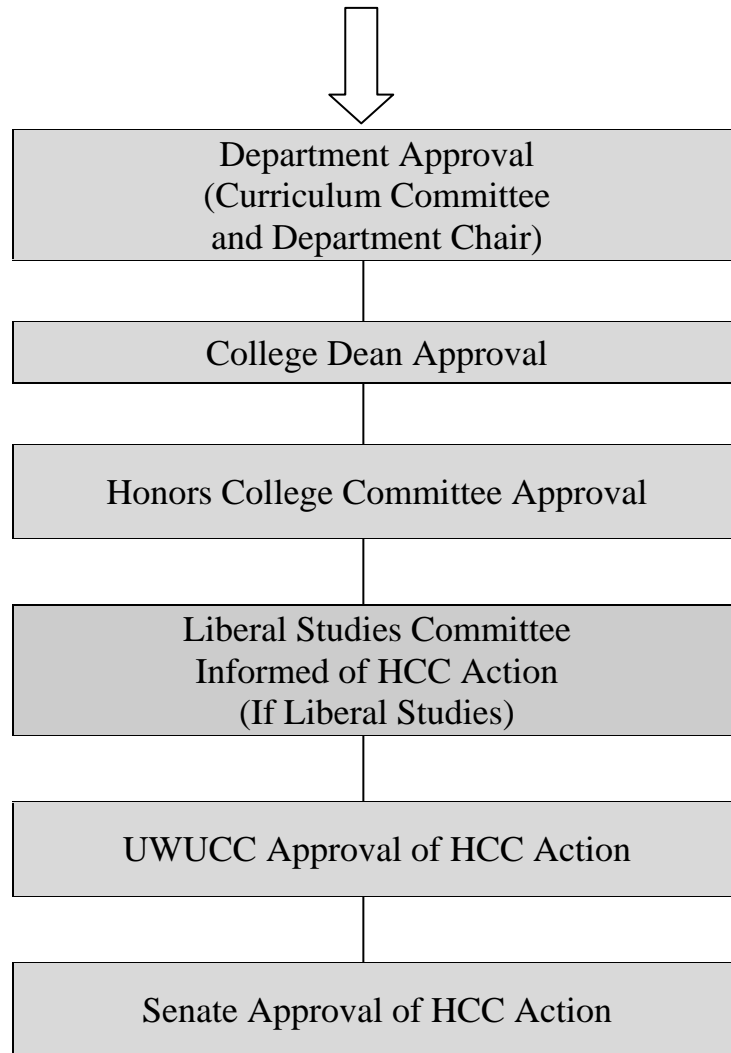 Department Approval
(Curriculum Committee
and Department Chair)
College Dean Approval
Honors College Committee Approval
Liberal Studies Committee
Informed of HCC Action
(If Liberal Studies)
UWUCC Approval of HCC Action
Senate Approval of HCC Action